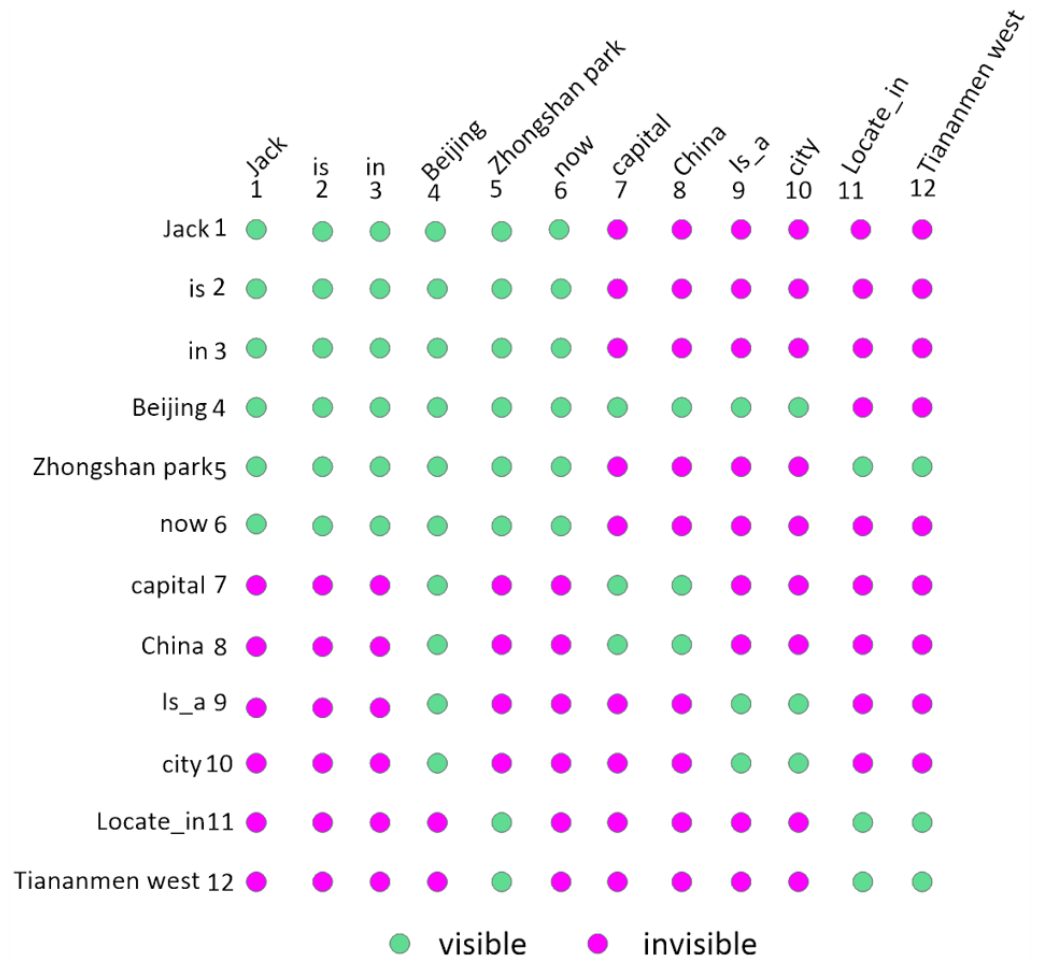 Jack is in Beijing Zhongshan park now capital China Is_a city Locate_in Tiananmen west
1 2 3 4 5 6 7 8 9 10 11 12
Jack 1
is 2
in 3
Beijing 4
Zhongshan park5
now 6
capital 7
China 8
Is_a 9
city 10
Locate_in11
Tiananmen west 12
visible invisible